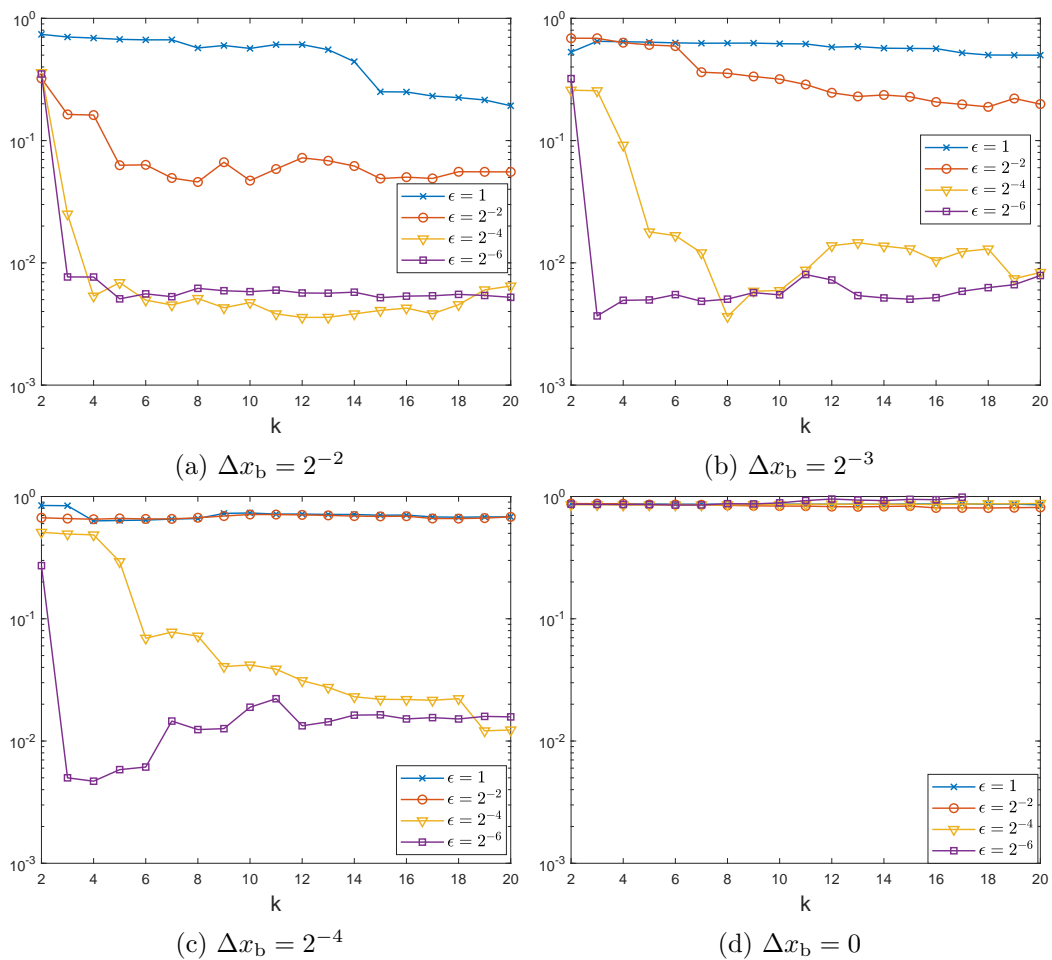 10^0
10^-1
10^-2
10^-3
2 4 6 8 10 12 14 16 18 20
k
ϵ = 1
ϵ = 2^-2
ϵ = 2^-4
ϵ = 2^-6
(a) Δx_b = 2^-2
10^0
10^-1
10^-2
10^-3
2 4 6 8 10 12 14 16 18 20
k
ϵ = 1
ϵ = 2^-2
ϵ = 2^-4
ϵ = 2^-6
(b) Δx_b = 2^-3
10^0
10^-1
10^-2
10^-3
2 4 6 8 10 12 14 16 18 20
k
ϵ = 1
ϵ = 2^-2
ϵ = 2^-4
ϵ = 2^-6
(c) Δx_b = 2^-4
10^0
10^-1
10^-2
10^-3
2 4 6 8 10 12 14 16 18 20
k
ϵ = 1
ϵ = 2^-2
ϵ = 2^-4
ϵ = 2^-6
(d) Δx_b = 0